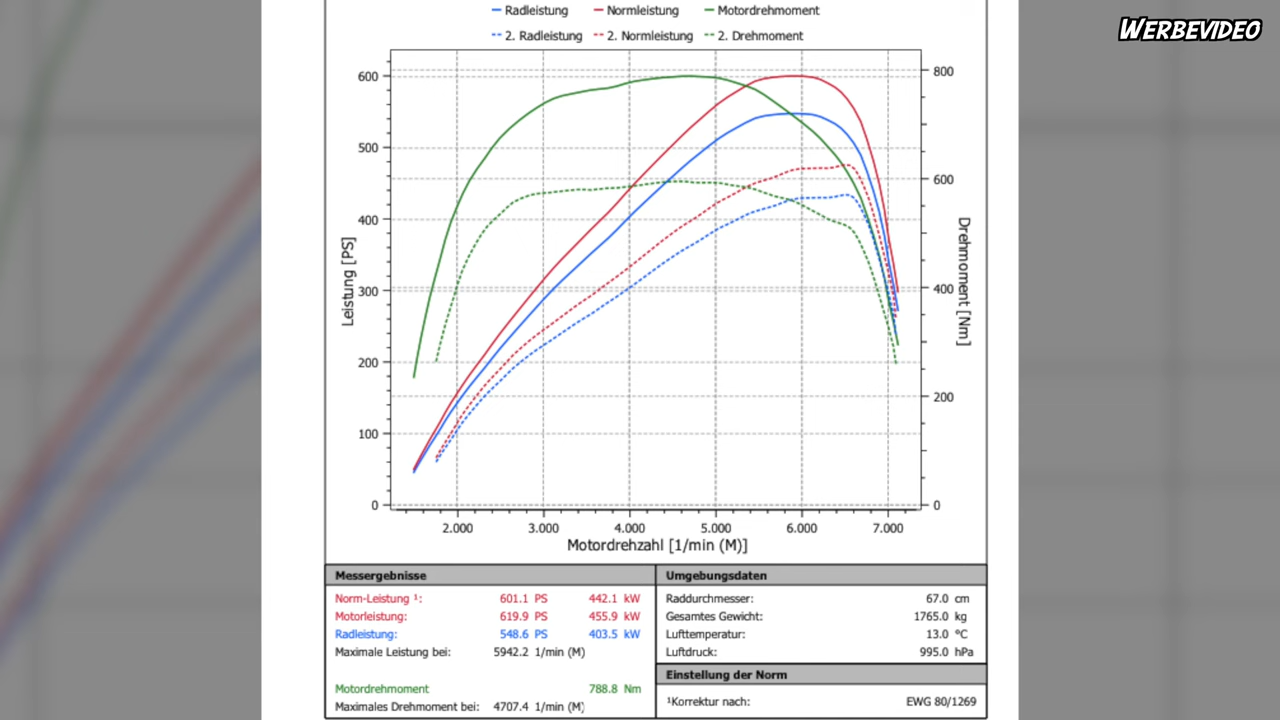 WERBEVIDEO
Radleistung Normleistung Motordrehmoment
2. Radleistung 2. Normleistung 2. Drehmoment
600 800
500
600
400
300 400
200
200
100
0 0
2.000 3.000 4.000 5.000 6.000 7.000
Leistung [PS]
Drehmoment [Nm]
Motordrehzahl [1/min (M)]
Messergebnisse
Norm-Leistung ¹: 601.1 PS 442.1 kW
Motorleistung: 619.9 PS 455.9 kW
Radleistung: 548.6 PS 403.5 kW
Maximale Leistung bei: 5942.2 1/min (M)
Motordrehmoment 788.8 Nm
Maximales Drehmoment bei: 4707.4 1/min (M)
Umgebungsdaten
Raddurchmesser: 67.0 cm
Gesamtes Gewicht: 1765.0 kg
Lufttemperatur: 13.0 °C
Luftdruck: 995.0 hPa
Einstellung der Norm
¹Korrektur nach: EWG 80/1269